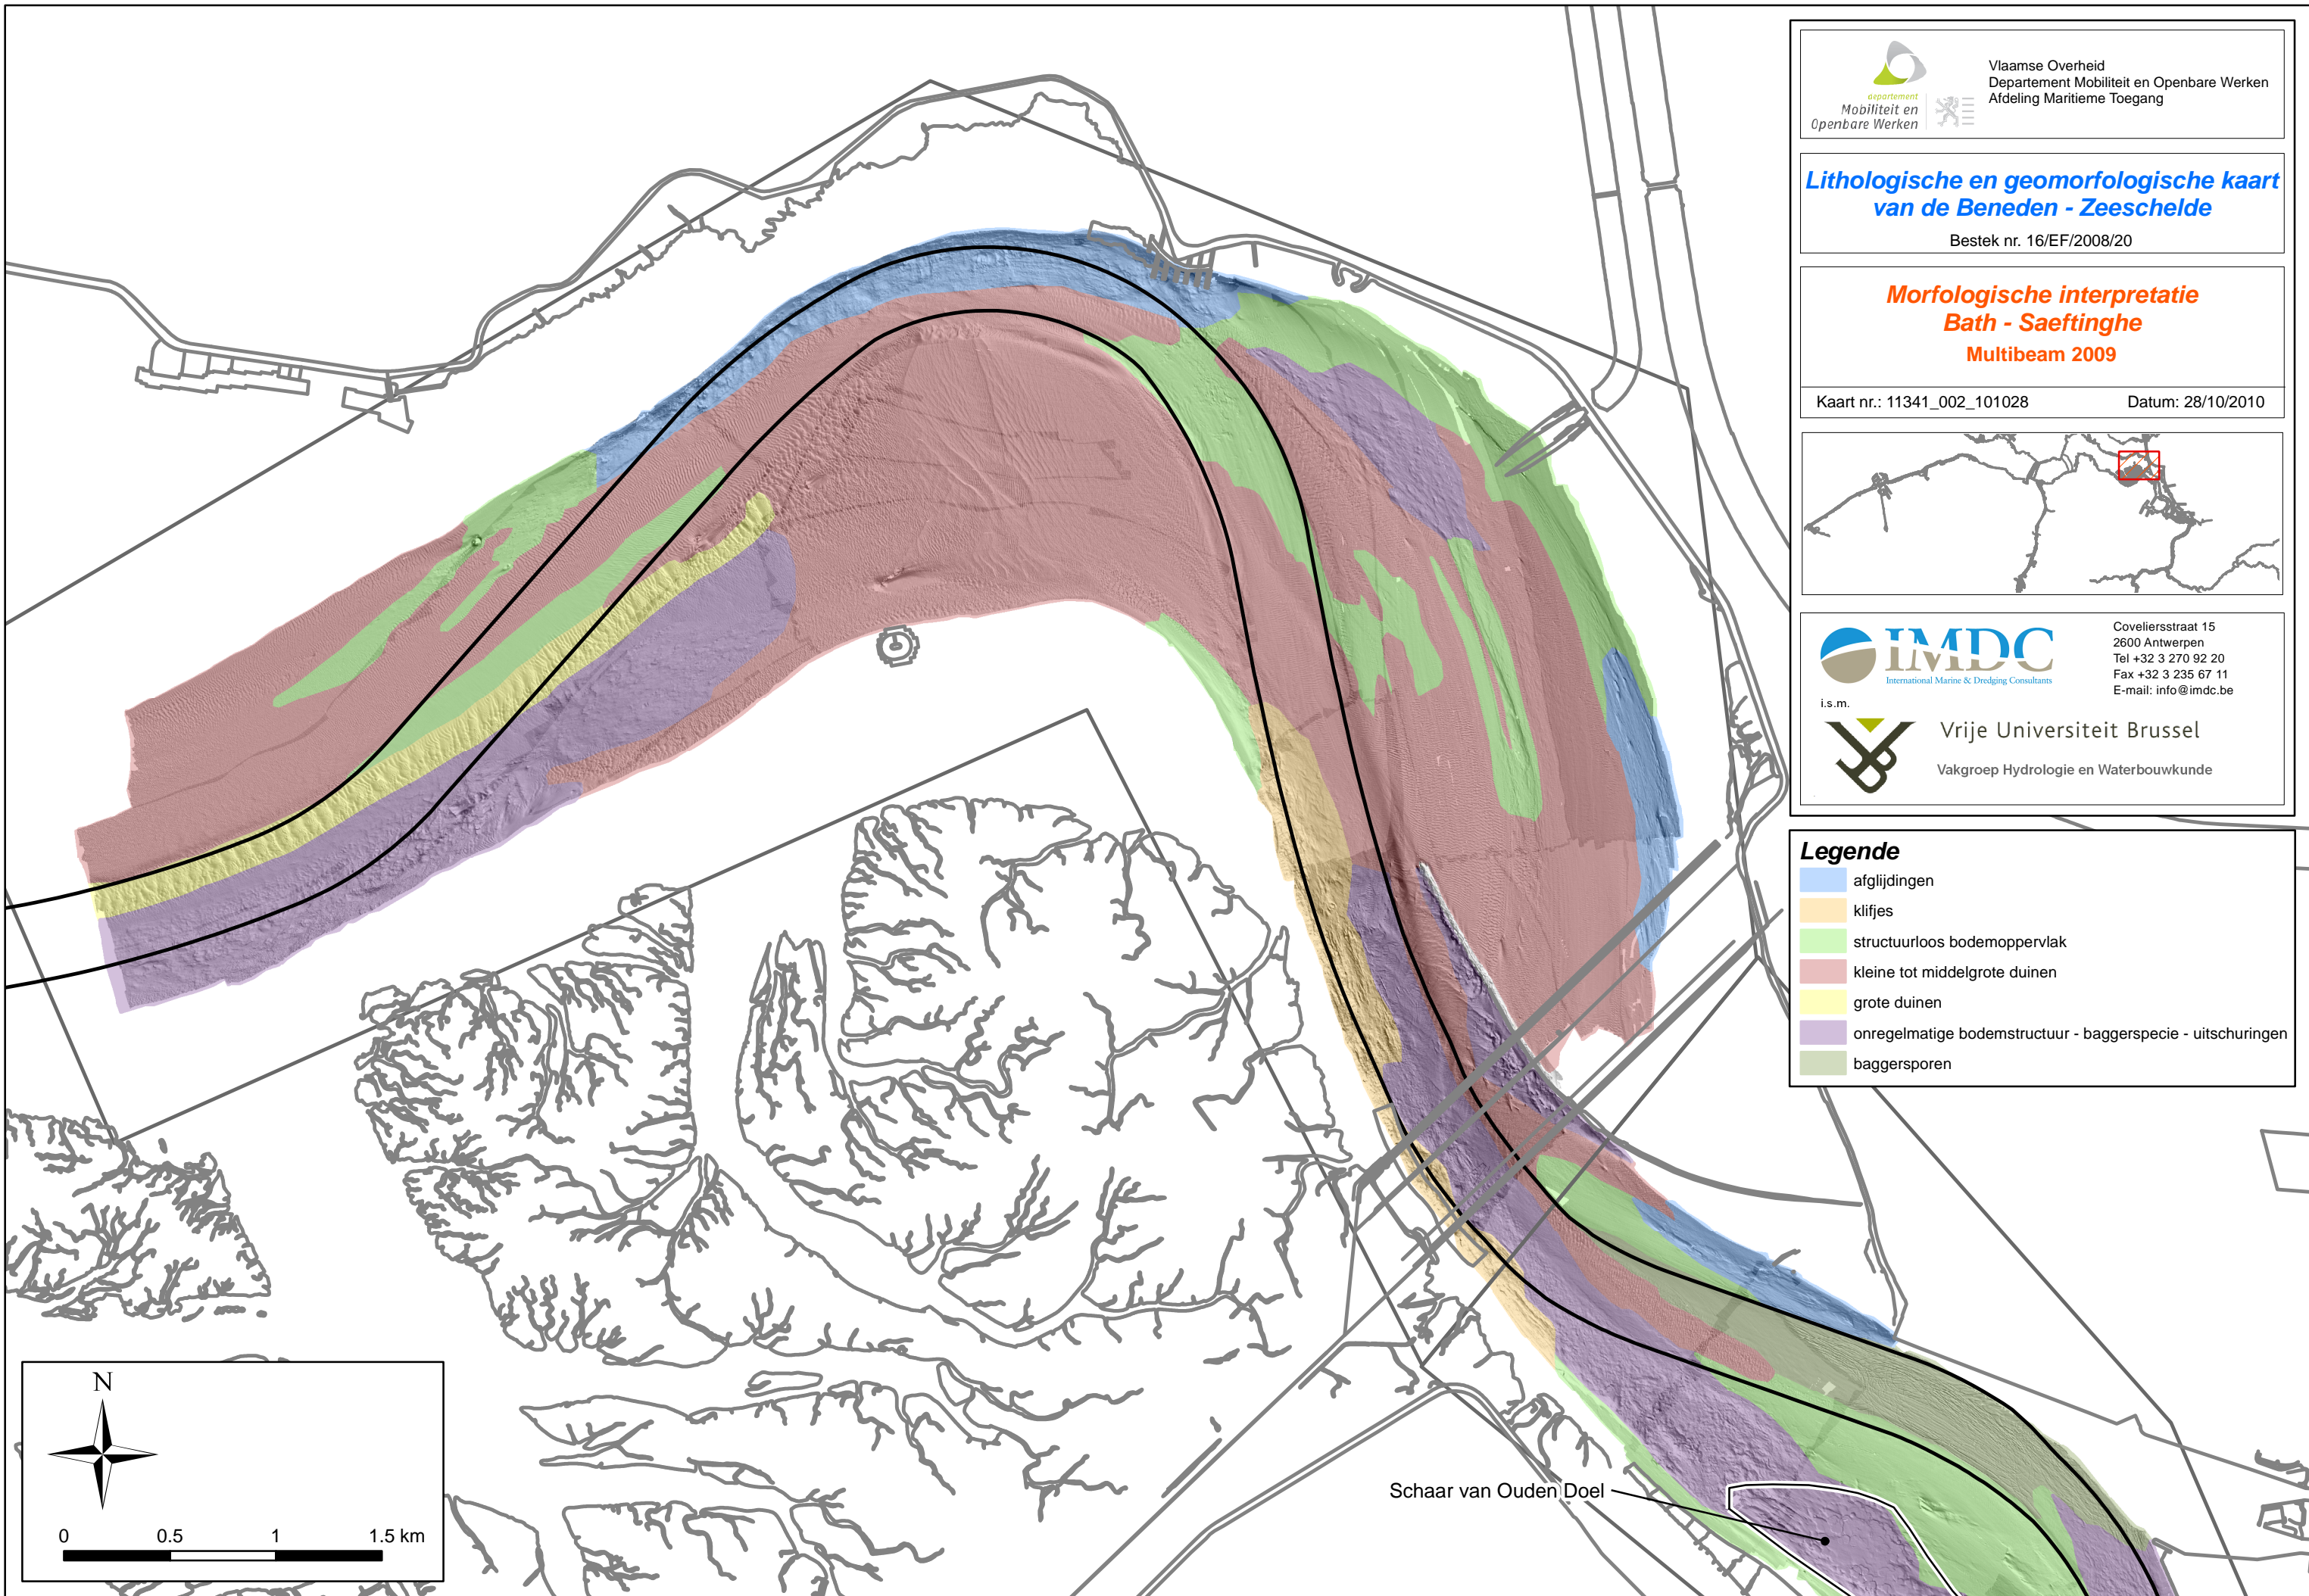 departement
Mobiliteit en
Openbare Werken
Vlaamse Overheid
Departement Mobiliteit en Openbare Werken
Afdeling Maritieme Toegang
Lithologische en geomorfologische kaart
van de Beneden - Zeeschelde
Bestek nr. 16/EF/2008/20
Morfologische interpretatie
Bath - Saeftinghe
Multibeam 2009
Kaart nr.: 11341_002_101028
Datum: 28/10/2010
IMDC
International Marine & Dredging Consultants
Coveliersstraat 15
2600 Antwerpen
Tel +32 3 270 92 20
Fax +32 3 235 67 11
E-mail: info@imdc.be
i.s.m.
Vrije Universiteit Brussel
Vakgroep Hydrologie en Waterbouwkunde
Legende
afglijdingen
klifjes
structuurloos bodemoppervlak
kleine tot middelgrote duinen
grote duinen
onregelmatige bodemstructuur - baggerspecie - uitschuringen
baggersporen
Schaar van Ouden Doel
N
0 0.5 1 1.5 km